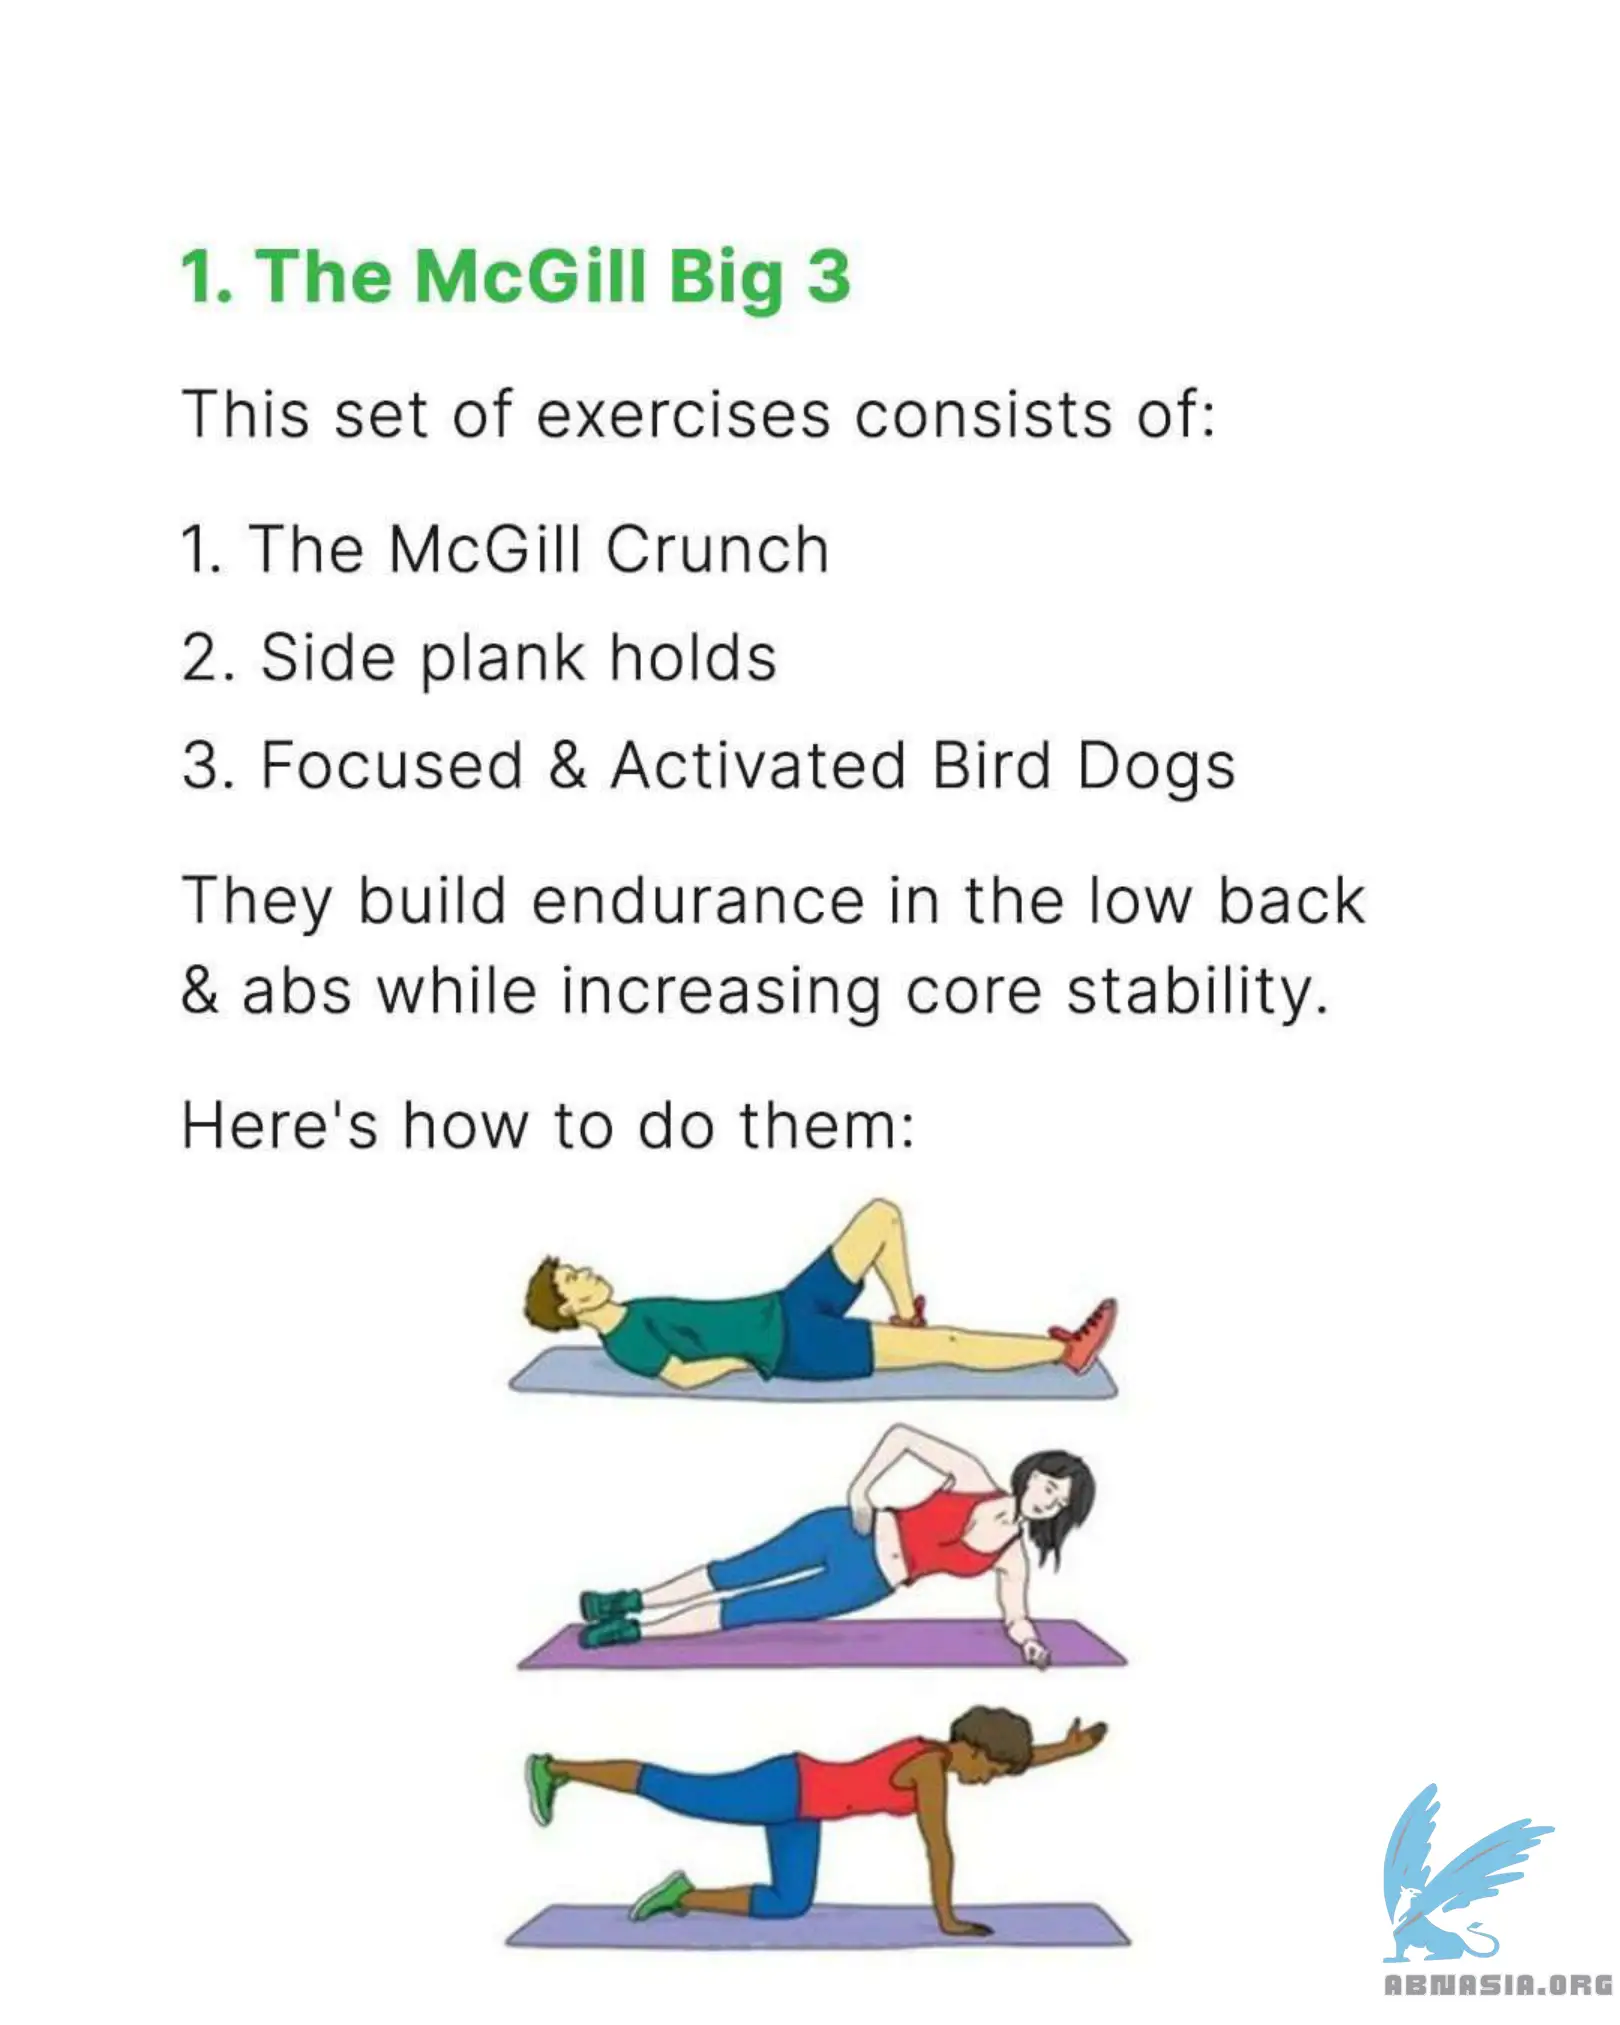 1. The McGill Big 3
This set of exercises consists of:
1. The McGill Crunch
2. Side plank holds
3. Focused & Activated Bird Dogs
They build endurance in the low back
& abs while increasing core stability.
Here's how to do them:
ABNASIA.ORG